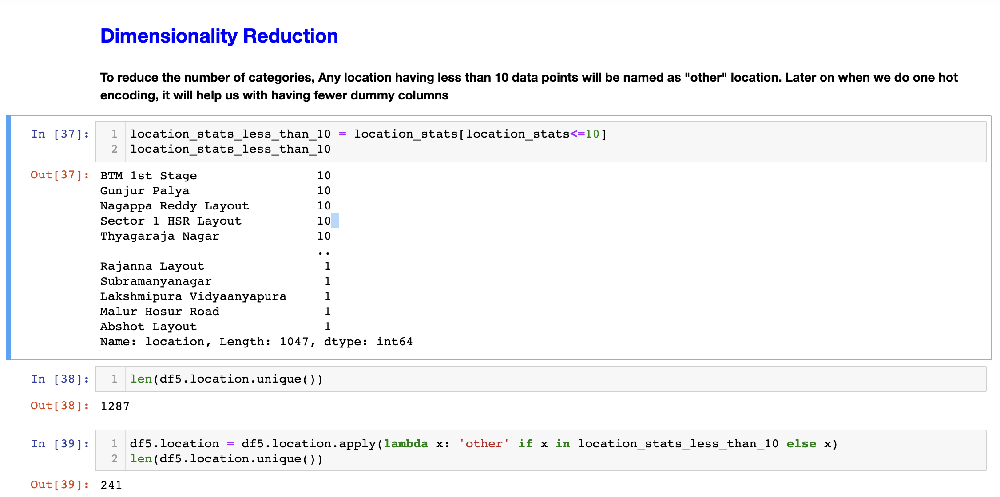 Dimensionality Reduction
To reduce the number of categories, Any location having less than 10 data points will be named as "other" location. Later on when we do one hot
encoding, it will help us with having fewer dummy columns
In [37]: 1 location_stats_less_than_10 = location_stats[location_stats<=10]
2 location_stats_less_than_10
Out[37]: BTM 1st Stage 10
Gunjur Palya 10
Nagappa Reddy Layout 10
Sector 1 HSR Layout 10
Thyagaraja Nagar 10
..
Rajanna Layout 1
Subramanyanagar 1
Lakshmipura Vidyaanyapura 1
Malur Hosur Road 1
Abshot Layout 1
Name: location, Length: 1047, dtype: int64
In [38]: 1 len(df5.location.unique())
Out[38]: 1287
In [39]: 1 df5.location = df5.location.apply(lambda x: 'other' if x in location_stats_less_than_10 else x)
2 len(df5.location.unique())
Out[39]: 241